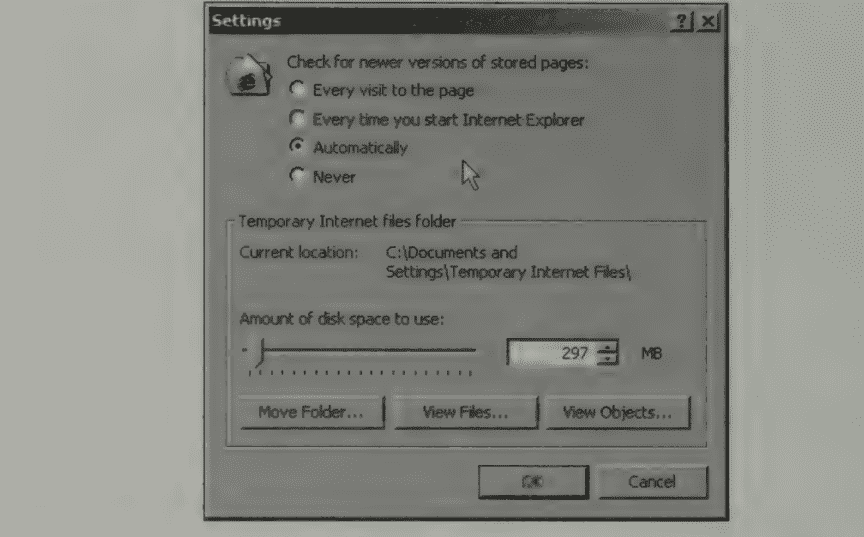 Settings
Check for newer versions of stored pages:
Every visit to the page
Every time you start Internet Explorer
Automatically
Never
Temporary Internet files folder
Current location: C:\Documents and
Settings\Temporary Internet Files\
Amount of disk space to use:
297 MB
Move Folder... View Files... View Objects...
OK Cancel